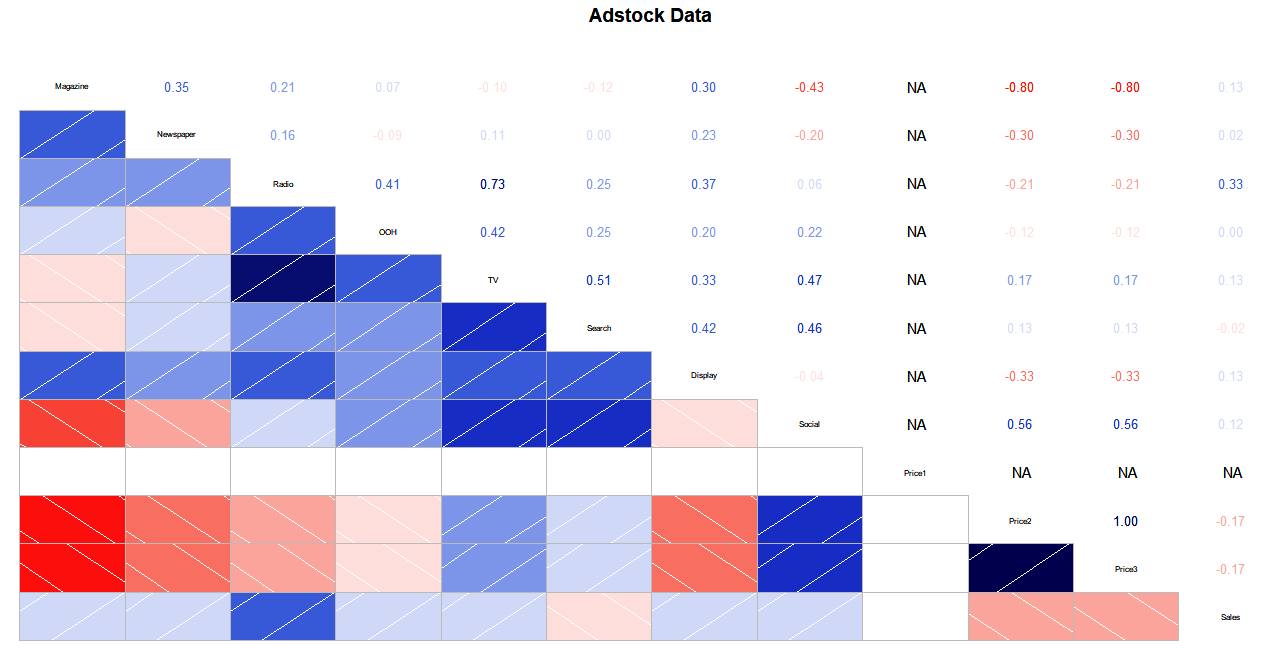 Adstock Data
Magazine 0.35 0.21 0.07 -0.10 -0.12 0.30 -0.43 NA -0.80 -0.80 0.13
Newspaper 0.16 -0.09 0.11 0.00 0.23 -0.20 NA -0.30 -0.30 0.02
Radio 0.41 0.73 0.25 0.37 0.06 NA -0.21 -0.21 0.33
OOH 0.42 0.25 0.20 0.22 NA -0.12 -0.12 0.00
TV 0.51 0.33 0.47 NA 0.17 0.17 0.13
Search 0.42 0.46 NA 0.13 0.13 -0.02
Display -0.04 NA -0.33 -0.33 0.13
Social NA 0.56 0.56 0.12
Price1 NA NA NA
Price2 1.00 -0.17
Price3 -0.17
Sales